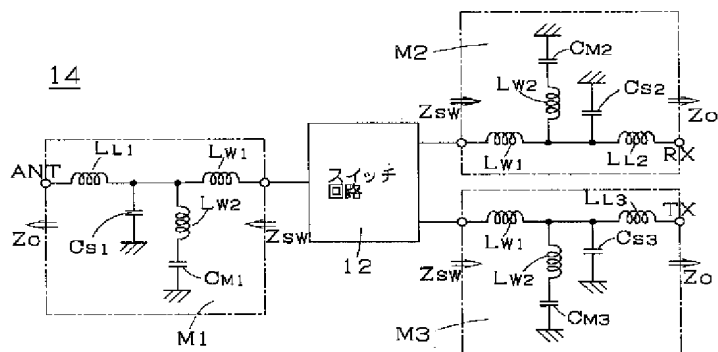 14
ANT
LL1
LW1
LW2
CS1
CM1
Zo
ZSW
M1
スイッチ
回路
12
M2
CM2
LW2
CS2
ZSW
Zo
LW1
LL2
RX
LL3
TX
LW1
LW2
CS3
ZSW
Zo
CM3
M3